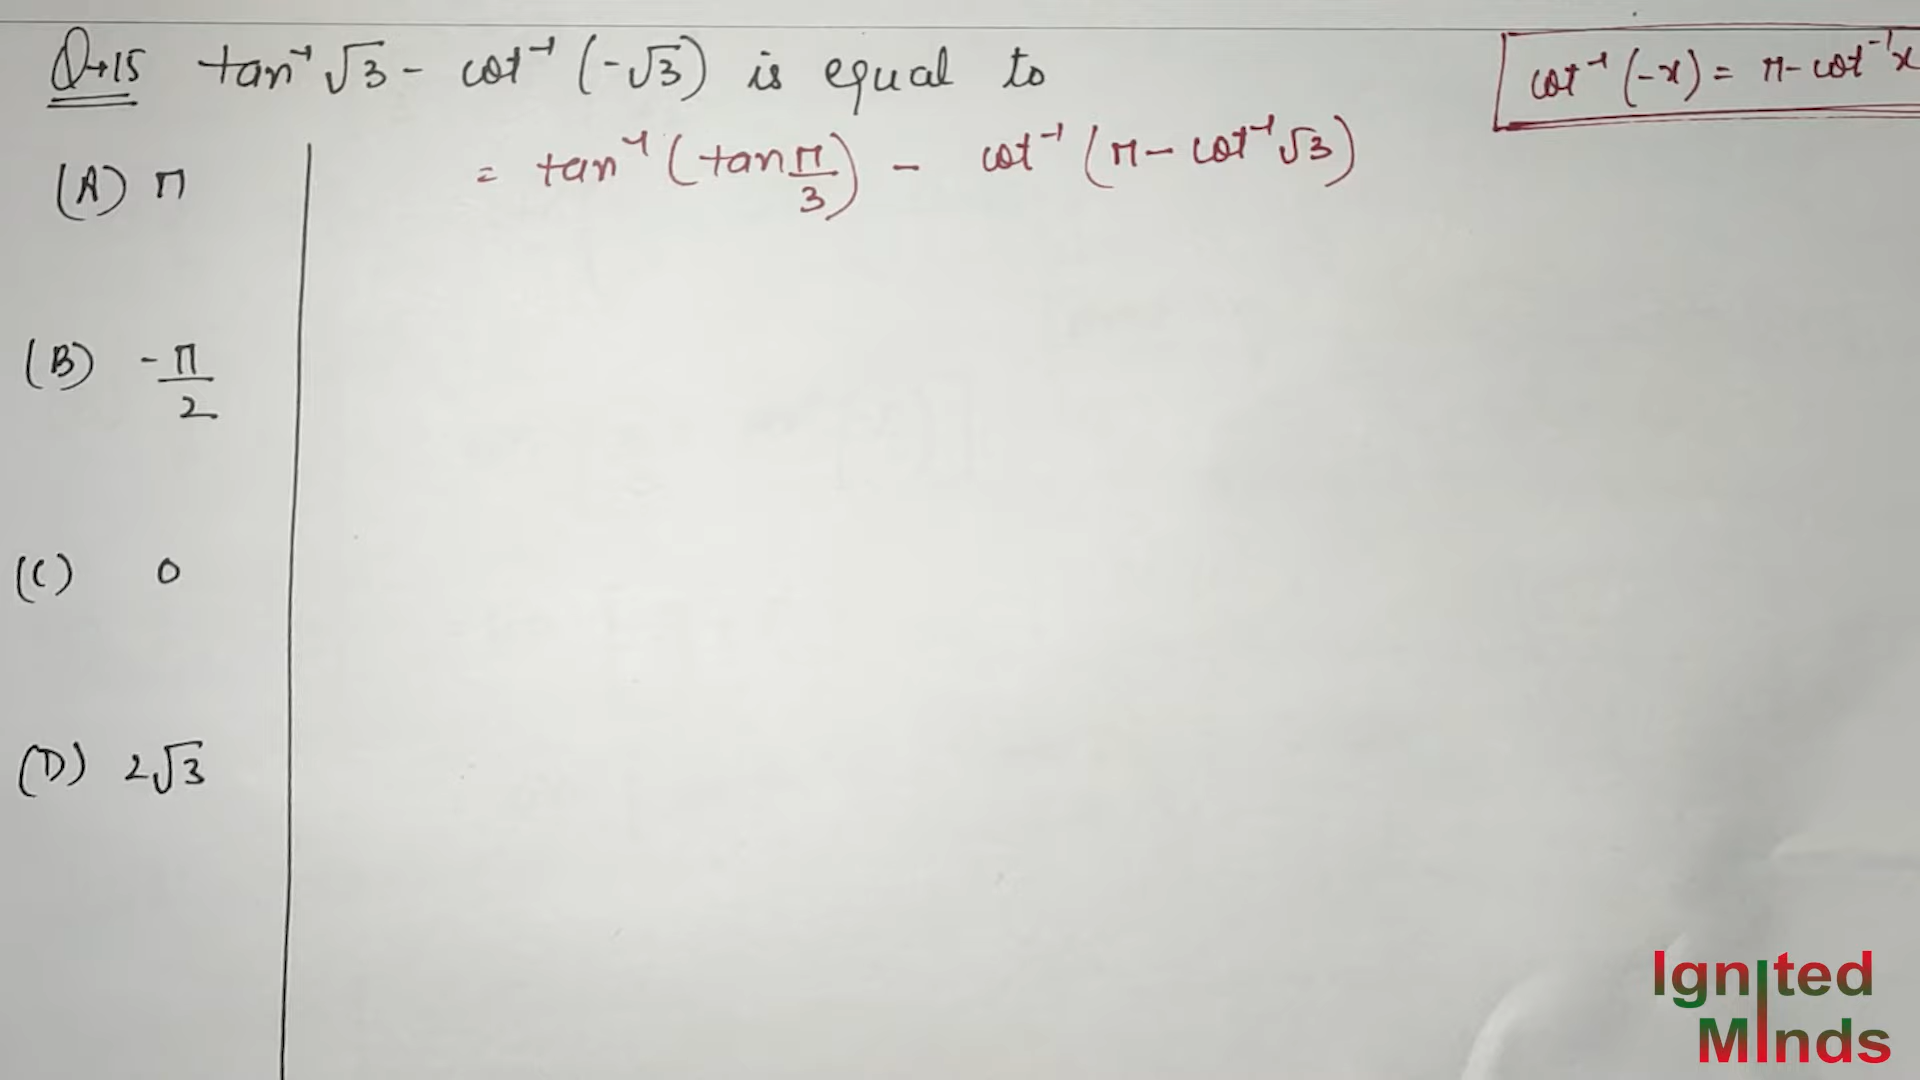 Q→15 tan⁻¹ √3 - cot⁻¹ (-√3) is equal to
cot⁻¹ (-x) = π - cot⁻¹ x
= tan⁻¹ (tan π/3) - cot⁻¹ (π - cot⁻¹ √3)
(A) π
(B) -π/2
(C) 0
(D) 2√3
Ignited
Minds